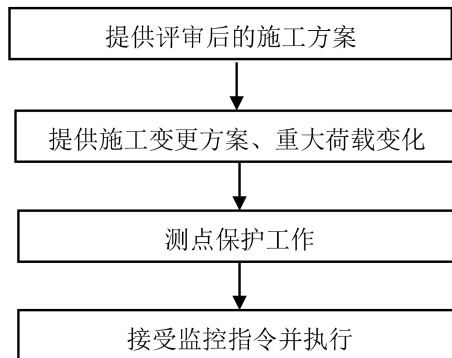 提供评审后的施工方案
提供施工变更方案、重大荷载变化
测点保护工作
接受监控指令并执行